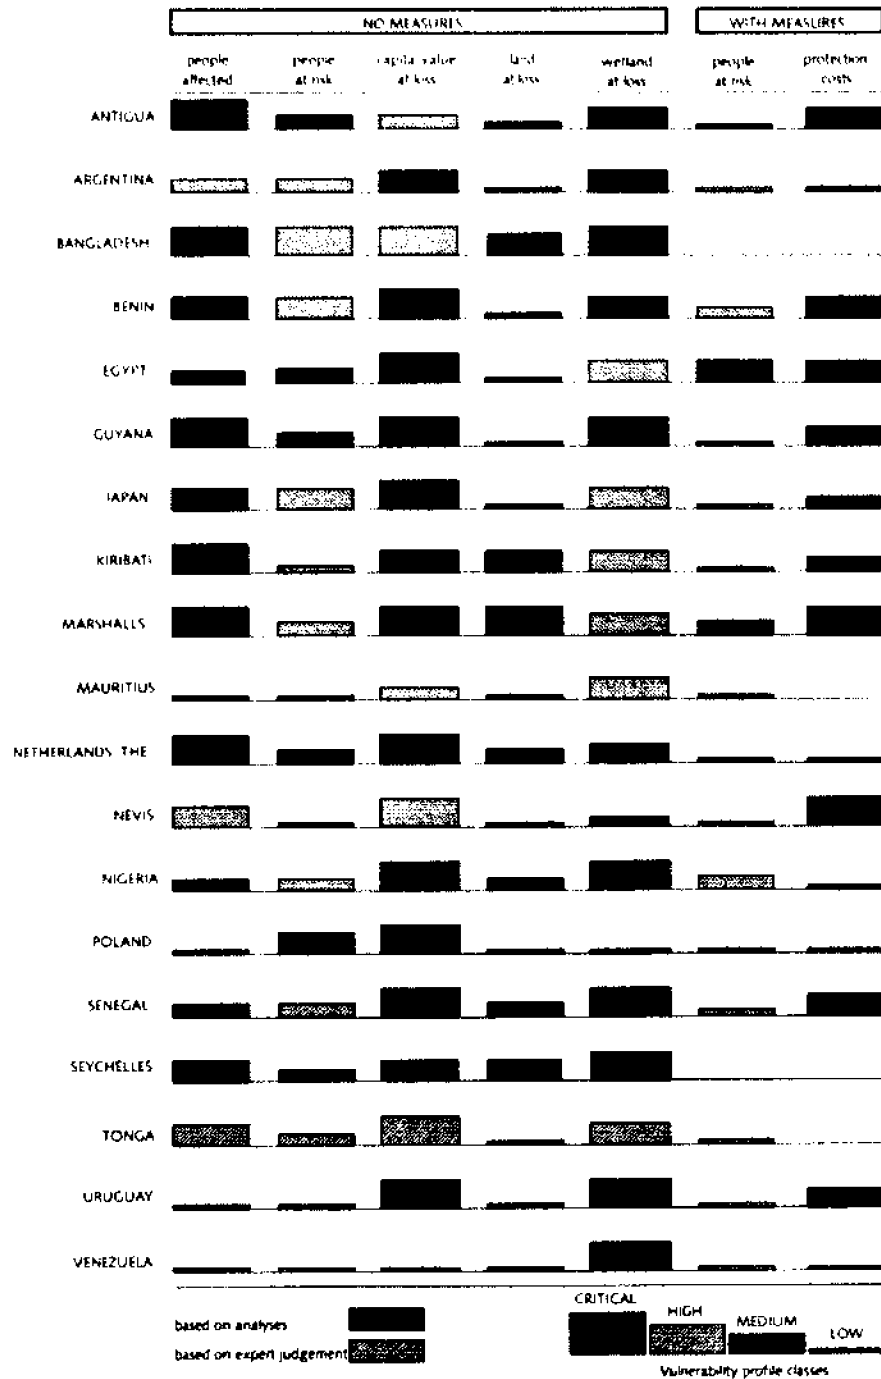 NO MEASURES WITH MEASURES
people affected people at risk capital value at loss land at loss wetland at loss people at risk protection costs
ANTIGUA
ARGENTINA
BANGLADESH
BENIN
EGYPT
GUYANA
JAPAN
KIRIBATI
MARSHALLS
MAURITIUS
NETHERLANDS THE
NEVIS
NIGERIA
POLAND
SENEGAL
SEYCHELLES
TONGA
URUGUAY
VENEZUELA
CRITICAL
HIGH
MEDIUM
LOW
based on analyses
based on expert judgement
Vulnerability profile classes